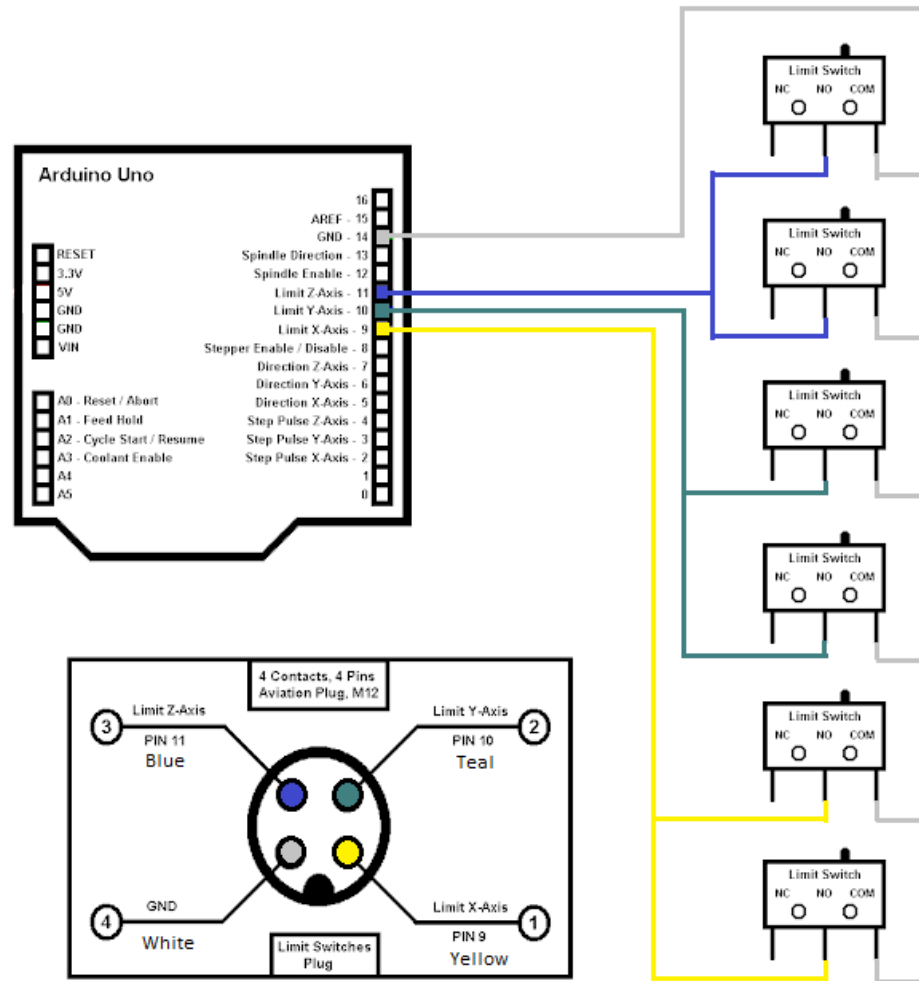 Arduino Uno
16
AREF - 15
GND - 14
Spindle Direction - 13
Spindle Enable - 12
Limit Z-Axis - 11
Limit Y-Axis - 10
Limit X-Axis - 9
Stepper Enable / Disable - 8
Direction Z-Axis - 7
Direction Y-Axis - 6
Direction X-Axis - 5
Step Pulse Z-Axis - 4
Step Pulse Y-Axis - 3
Step Pulse X-Axis - 2
1
0
RESET
3.3V
5V
GND
GND
VIN
A0 - Reset / Abort
A1 - Feed Hold
A2 - Cycle Start / Resume
A3 - Coolant Enable
A4
A5
Limit Switch
NC NO COM
Limit Switch
NC NO COM
Limit Switch
NC NO COM
Limit Switch
NC NO COM
Limit Switch
NC NO COM
Limit Switch
NC NO COM
4 Contacts, 4 Pins
Aviation Plug, M12
3
Limit Z-Axis
PIN 11
Blue
Limit Y-Axis
2
PIN 10
Teal
4
GND
White
Limit X-Axis
1
PIN 9
Yellow
Limit Switches
Plug